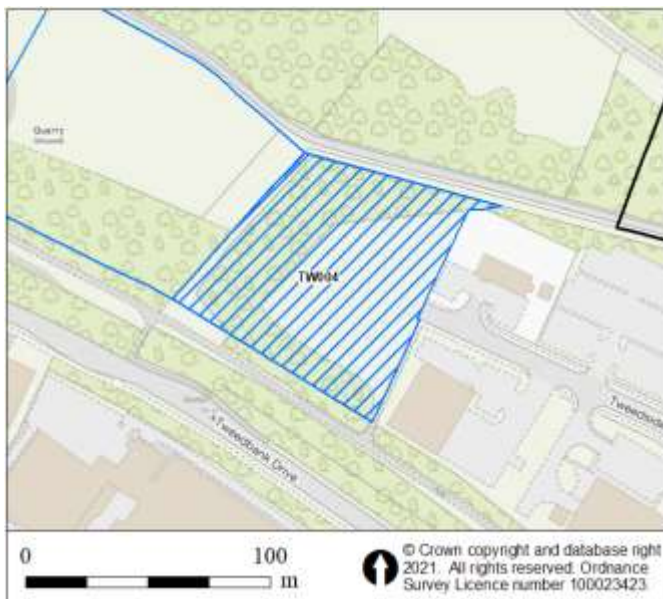 Quarry
TW004
Tweedbank Drive
Tweedside
0 100
m
© Crown copyright and database right
2021. All rights reserved. Ordnance
Survey Licence number 100023423